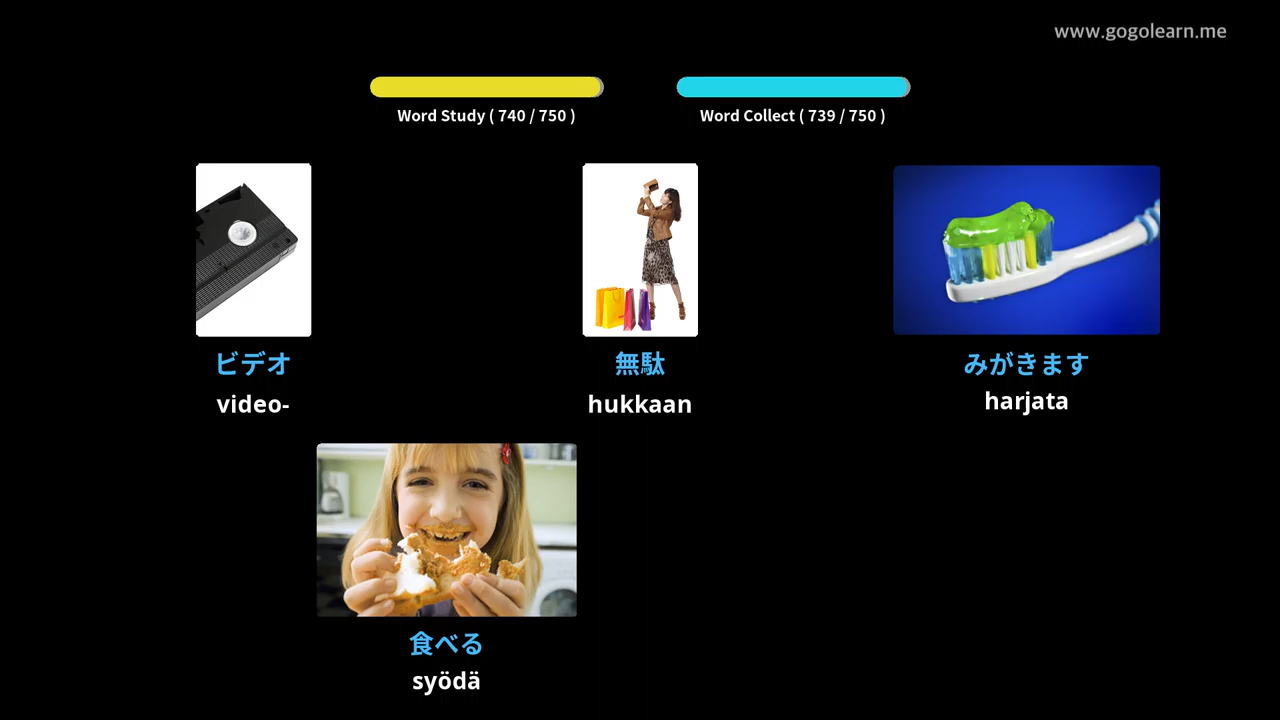 www.gogolearn.me
Word Study ( 740 / 750 )
Word Collect ( 739 / 750 )
ビデオ
video-
無駄
hukkaan
みがきます
harjata
食べる
syödä